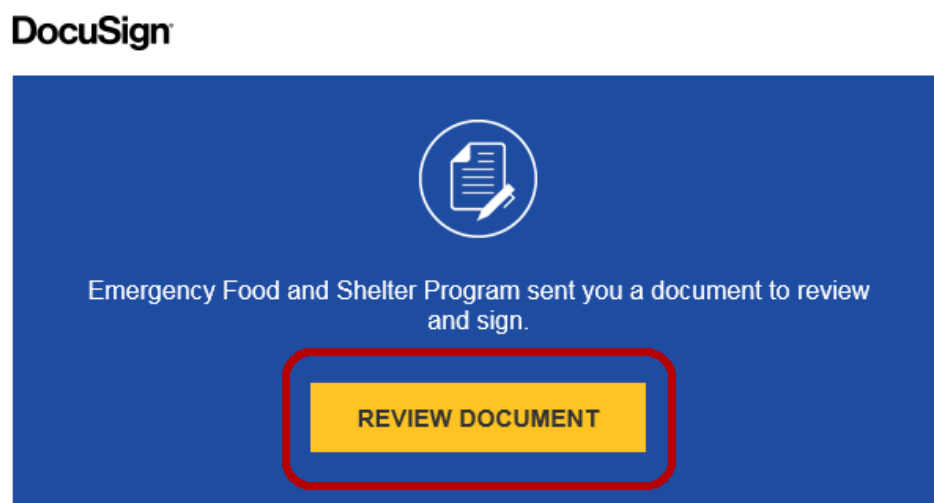 DocuSign
Emergency Food and Shelter Program sent you a document to review
and sign.
REVIEW DOCUMENT